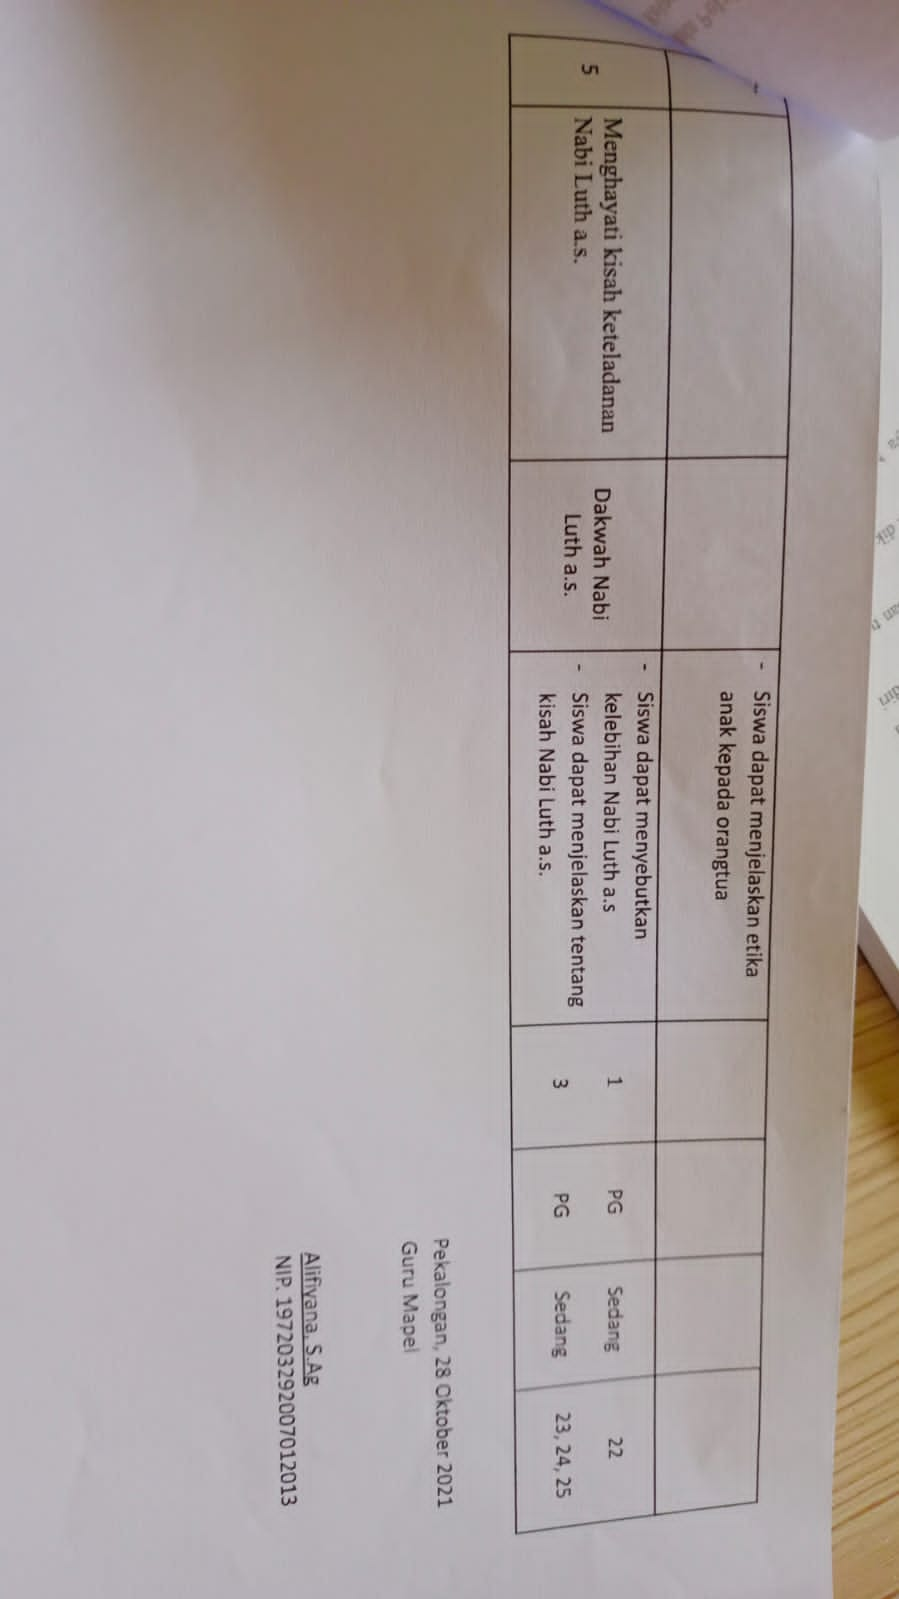 - Siswa dapat menjelaskan etika
anak kepada orangtua
5
Menghayati kisah keteladanan
Nabi Luth a.s.
Dakwah Nabi
Luth a.s.
- Siswa dapat menyebutkan
kelebihan Nabi Luth a.s
- Siswa dapat menjelaskan tentang
kisah Nabi Luth a.s.
1
3
PG
PG
Sedang
Sedang
22
23, 24, 25
Pekalongan, 28 Oktober 2021
Guru Mapel
Alifiyana, S.Ag
NIP. 197203292007012013